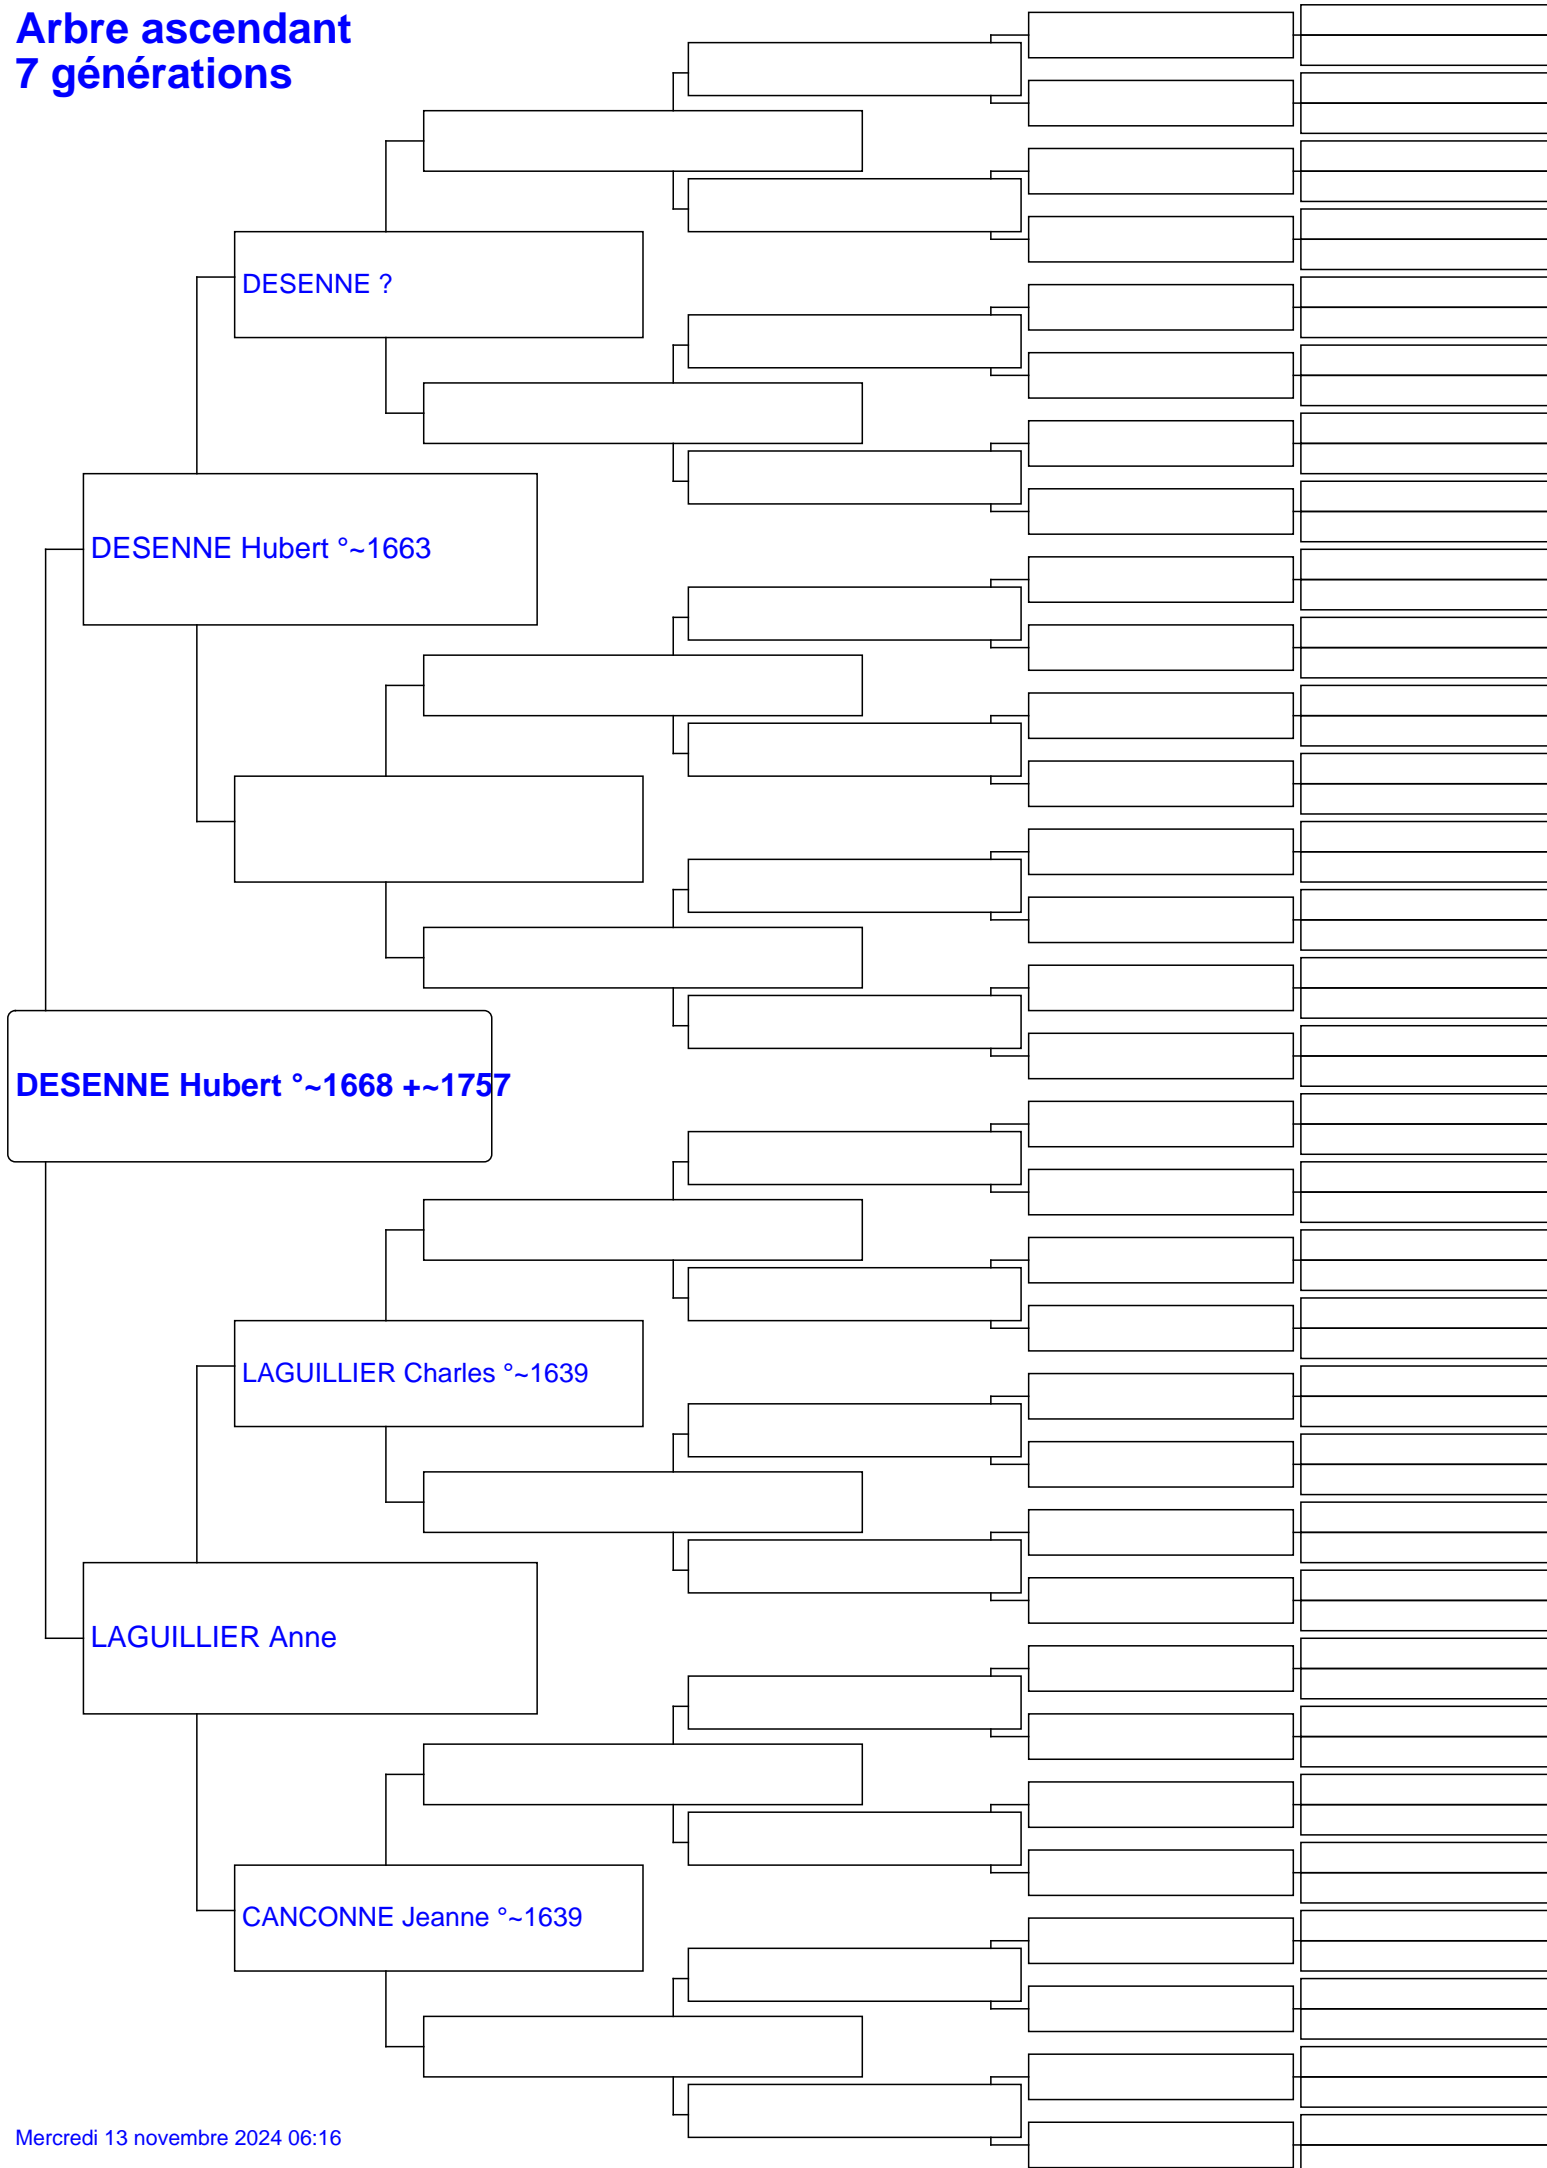 Arbre ascendant
7 générations
DESENNE ?
DESENNE Hubert °~1663
DESENNE Hubert °~1668 +~1757
LAGUILLIER Charles °~1639
LAGUILLIER Anne
CANCONNE Jeanne °~1639
Mercredi 13 novembre 2024 06:16